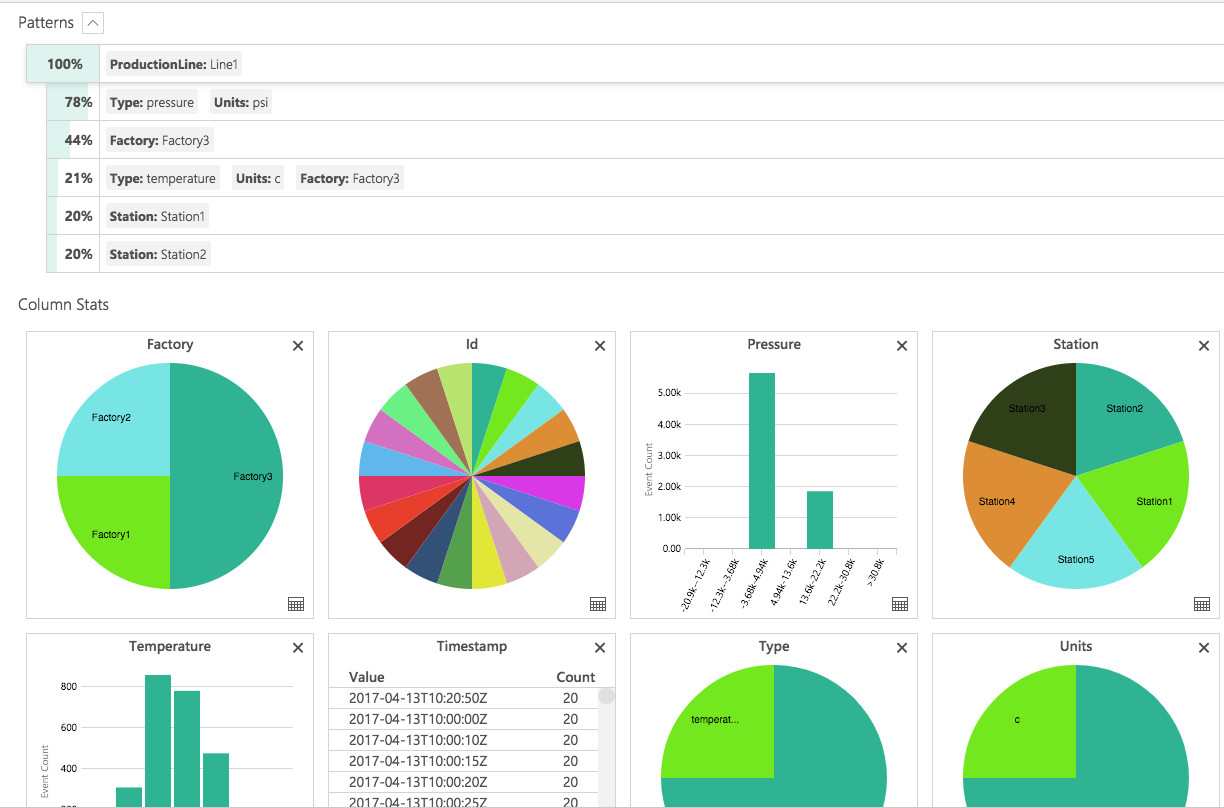 Patterns
100% ProductionLine: Line1
78% Type: pressure Units: psi
44% Factory: Factory3
21% Type: temperature Units: c Factory: Factory3
20% Station: Station1
20% Station: Station2
Column Stats
Factory
Factory2
Factory3
Factory1
Id
Pressure
Event Count
5.00k
4.00k
3.00k
2.00k
1.00k
0.00
-20.9k--12.3k
-12.3k--3.68k
-3.68k-4.94k
4.94k-13.6k
13.6k-22.2k
22.2k-30.8k
>30.8k
Station
Station3
Station2
Station4
Station1
Station5
Temperature
Event Count
800
600
400
Timestamp
Value Count
2017-04-13T10:20:50Z 20
2017-04-13T10:00:00Z 20
2017-04-13T10:00:10Z 20
2017-04-13T10:00:15Z 20
2017-04-13T10:00:20Z 20
2017-04-13T10:00:25Z 20
Type
temperat...
Units
c